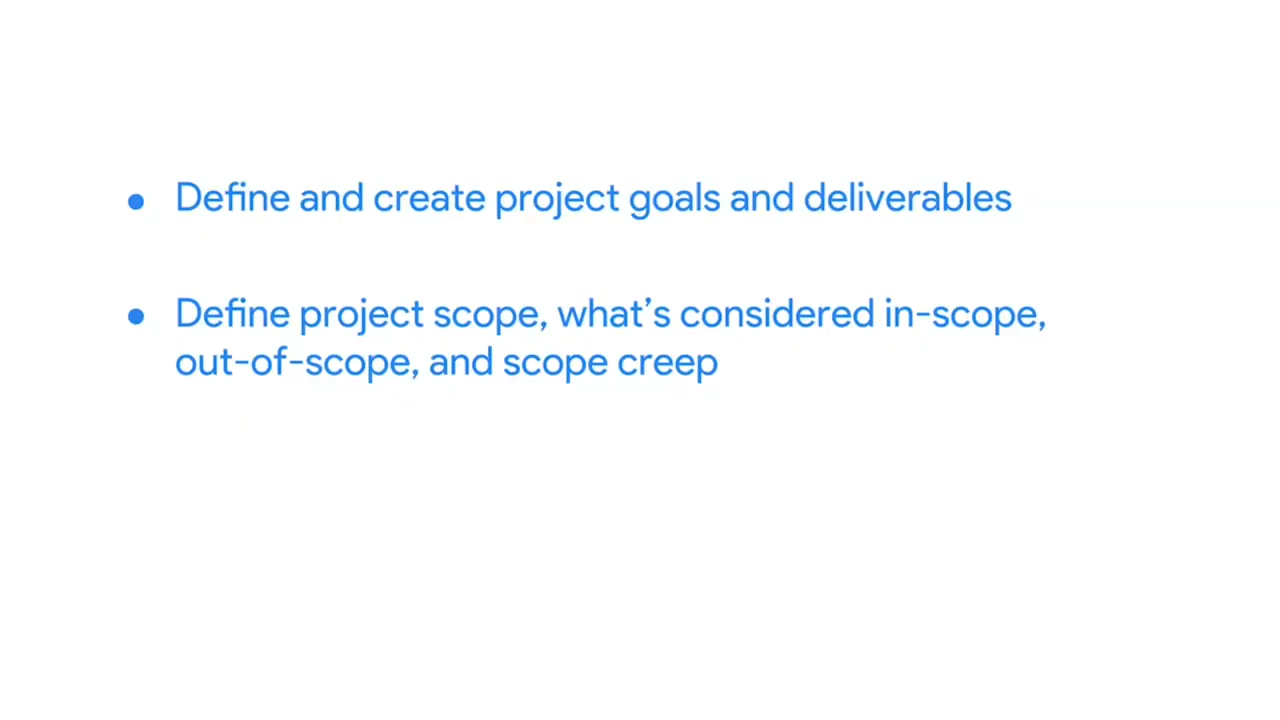 • Define and create project goals and deliverables
• Define project scope, what’s considered in-scope,
out-of-scope, and scope creep